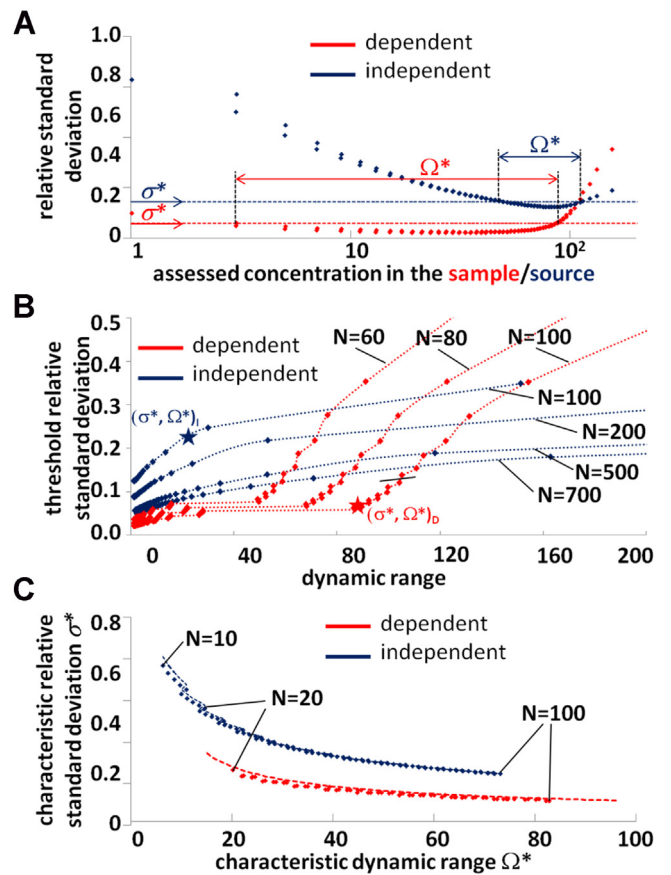 A
1.0
0.8
0.6
0.4
0.2
0
relative standard
deviation
dependent
independent
Ω*
Ω*
σ*
σ*
1
10
10²
assessed concentration in the sample/source
B
0.5
0.4
0.3
0.2
0.1
0.0
threshold relative
standard deviation
dependent
independent
N=60
N=80
N=100
(σ*, Ω*)I
N=100
N=200
N=500
N=700
(σ*, Ω*)D
0
40
80
120
160
200
dynamic range
C
0.8
0.6
0.4
0.2
0
characteristic relative
standard deviation σ*
dependent
independent
N=10
N=20
N=100
0
20
40
60
80
100
characteristic dynamic range Ω*